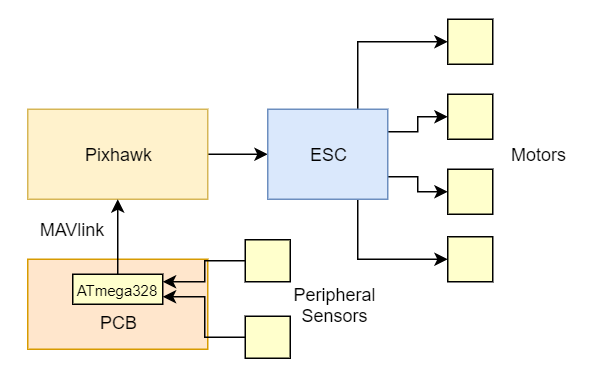 Pixhawk
ESC
Motors
MAVlink
ATmega328
PCB
Peripheral
Sensors